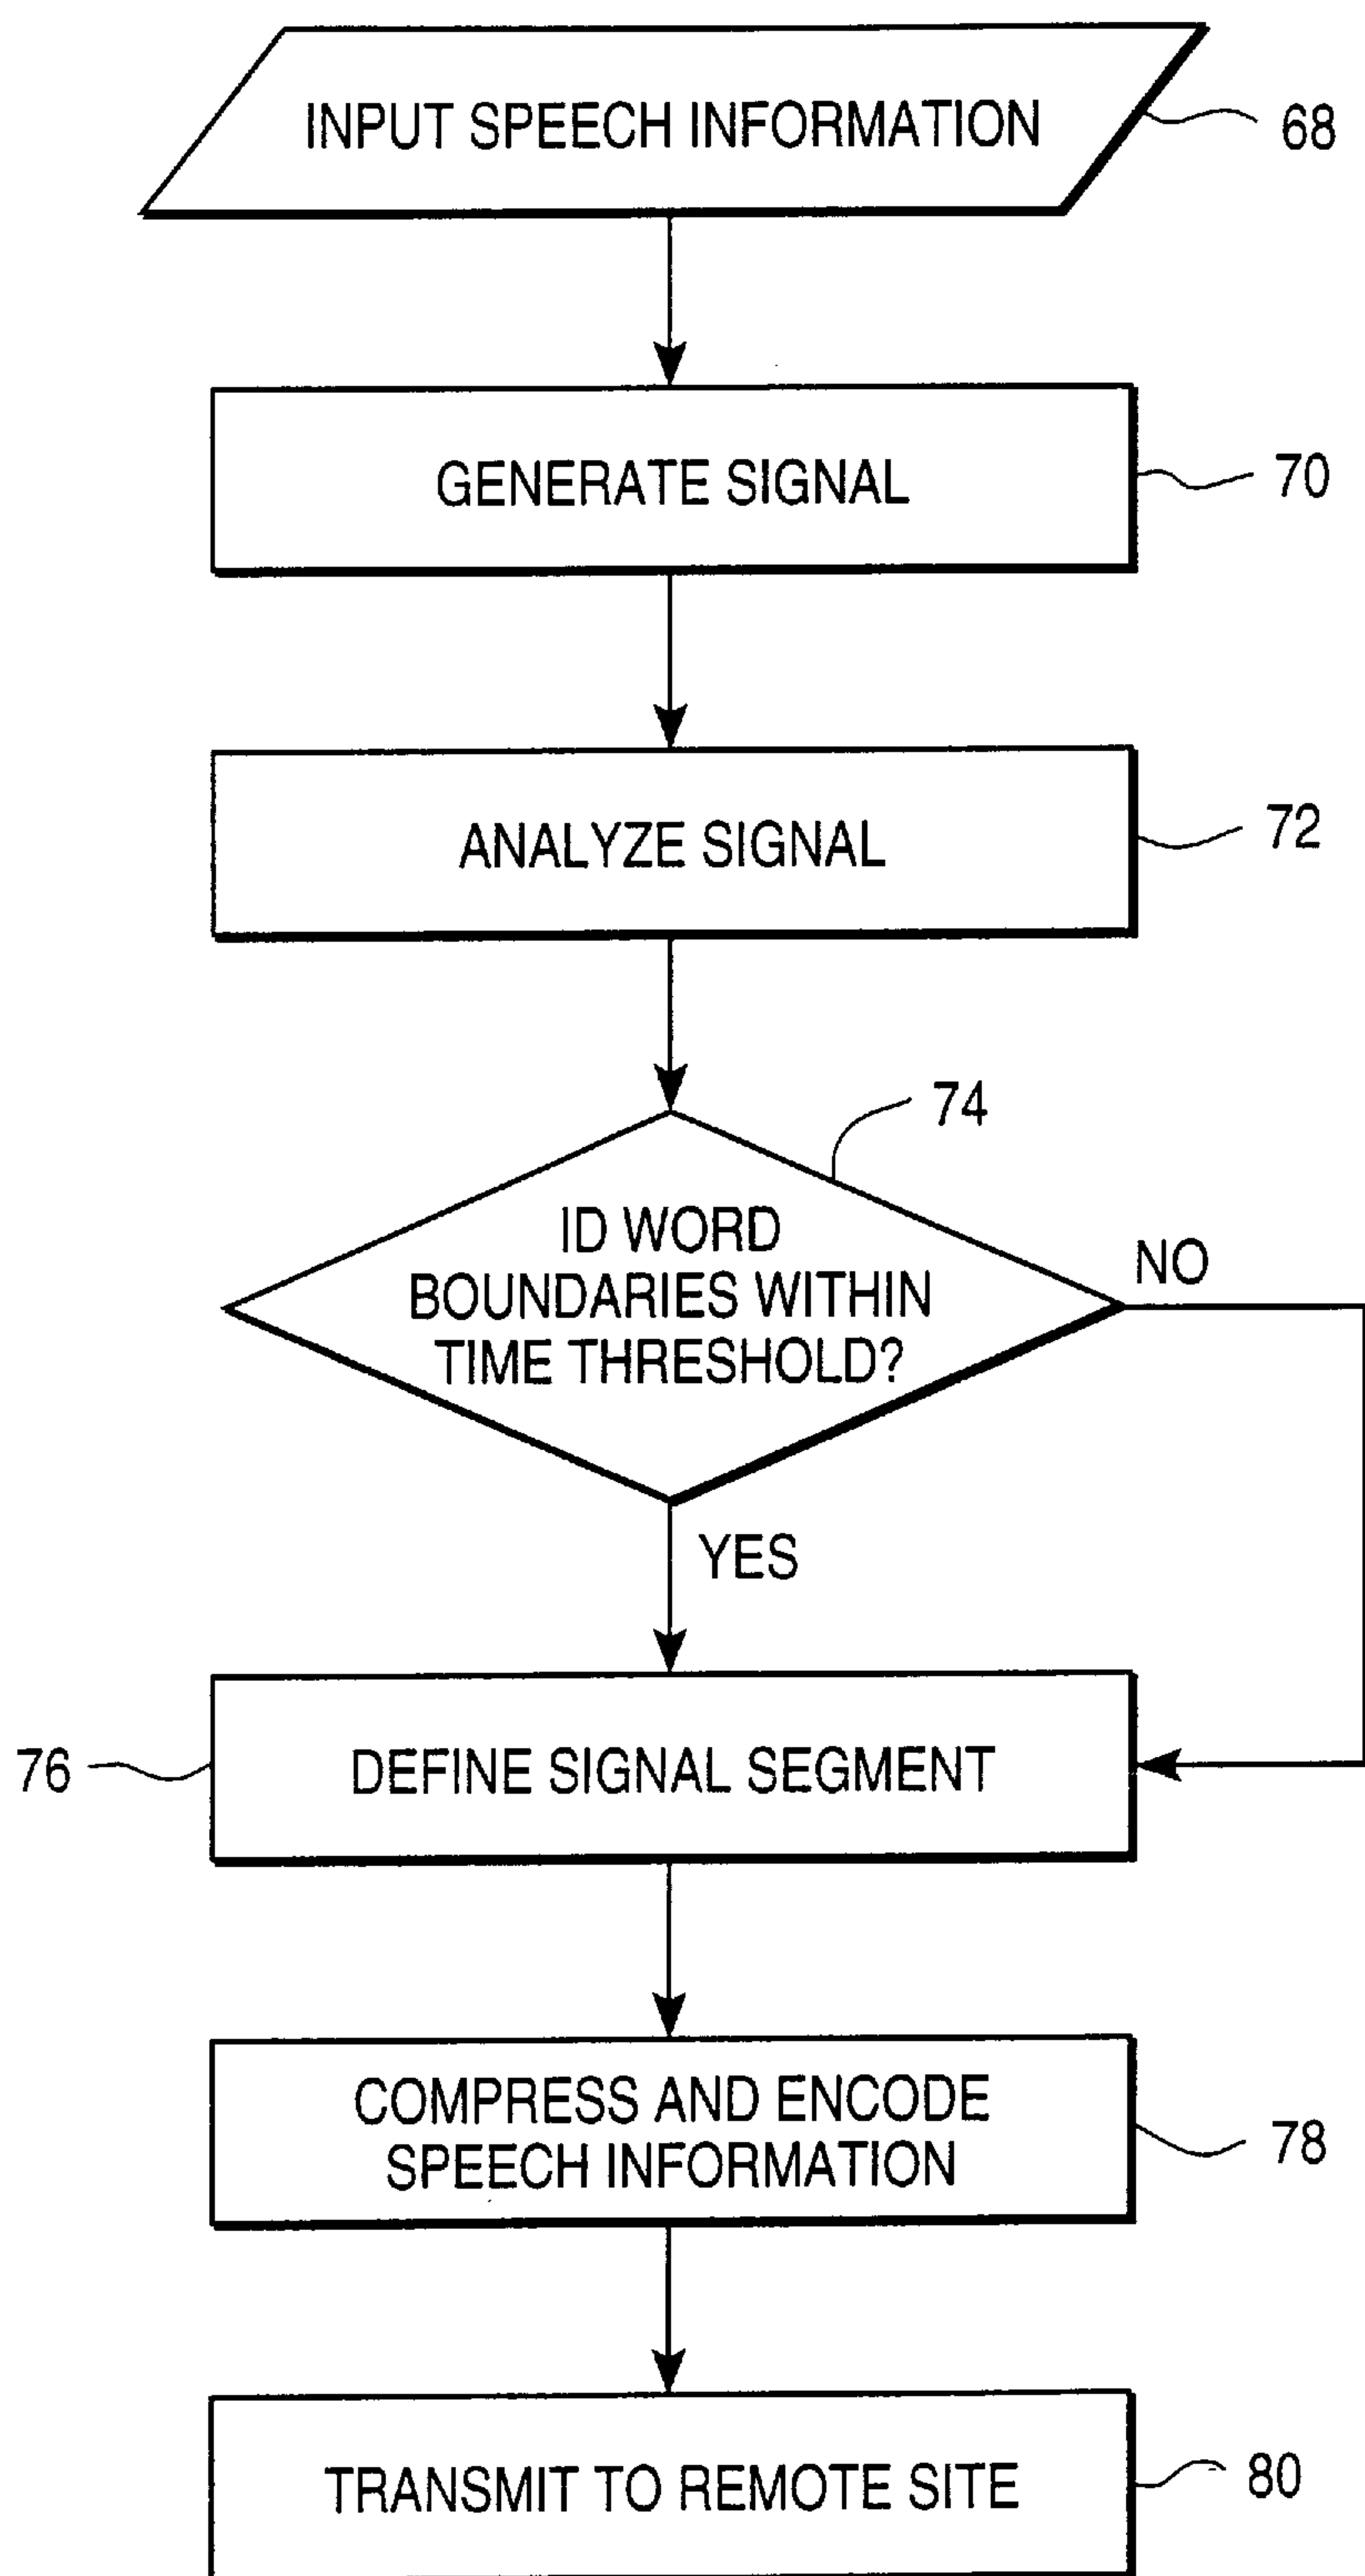 INPUT SPEECH INFORMATION
68
GENERATE SIGNAL
70
ANALYZE SIGNAL
72
74
ID WORD
BOUNDARIES WITHIN
TIME THRESHOLD?
NO
YES
76
DEFINE SIGNAL SEGMENT
COMPRESS AND ENCODE
SPEECH INFORMATION
78
TRANSMIT TO REMOTE SITE
80